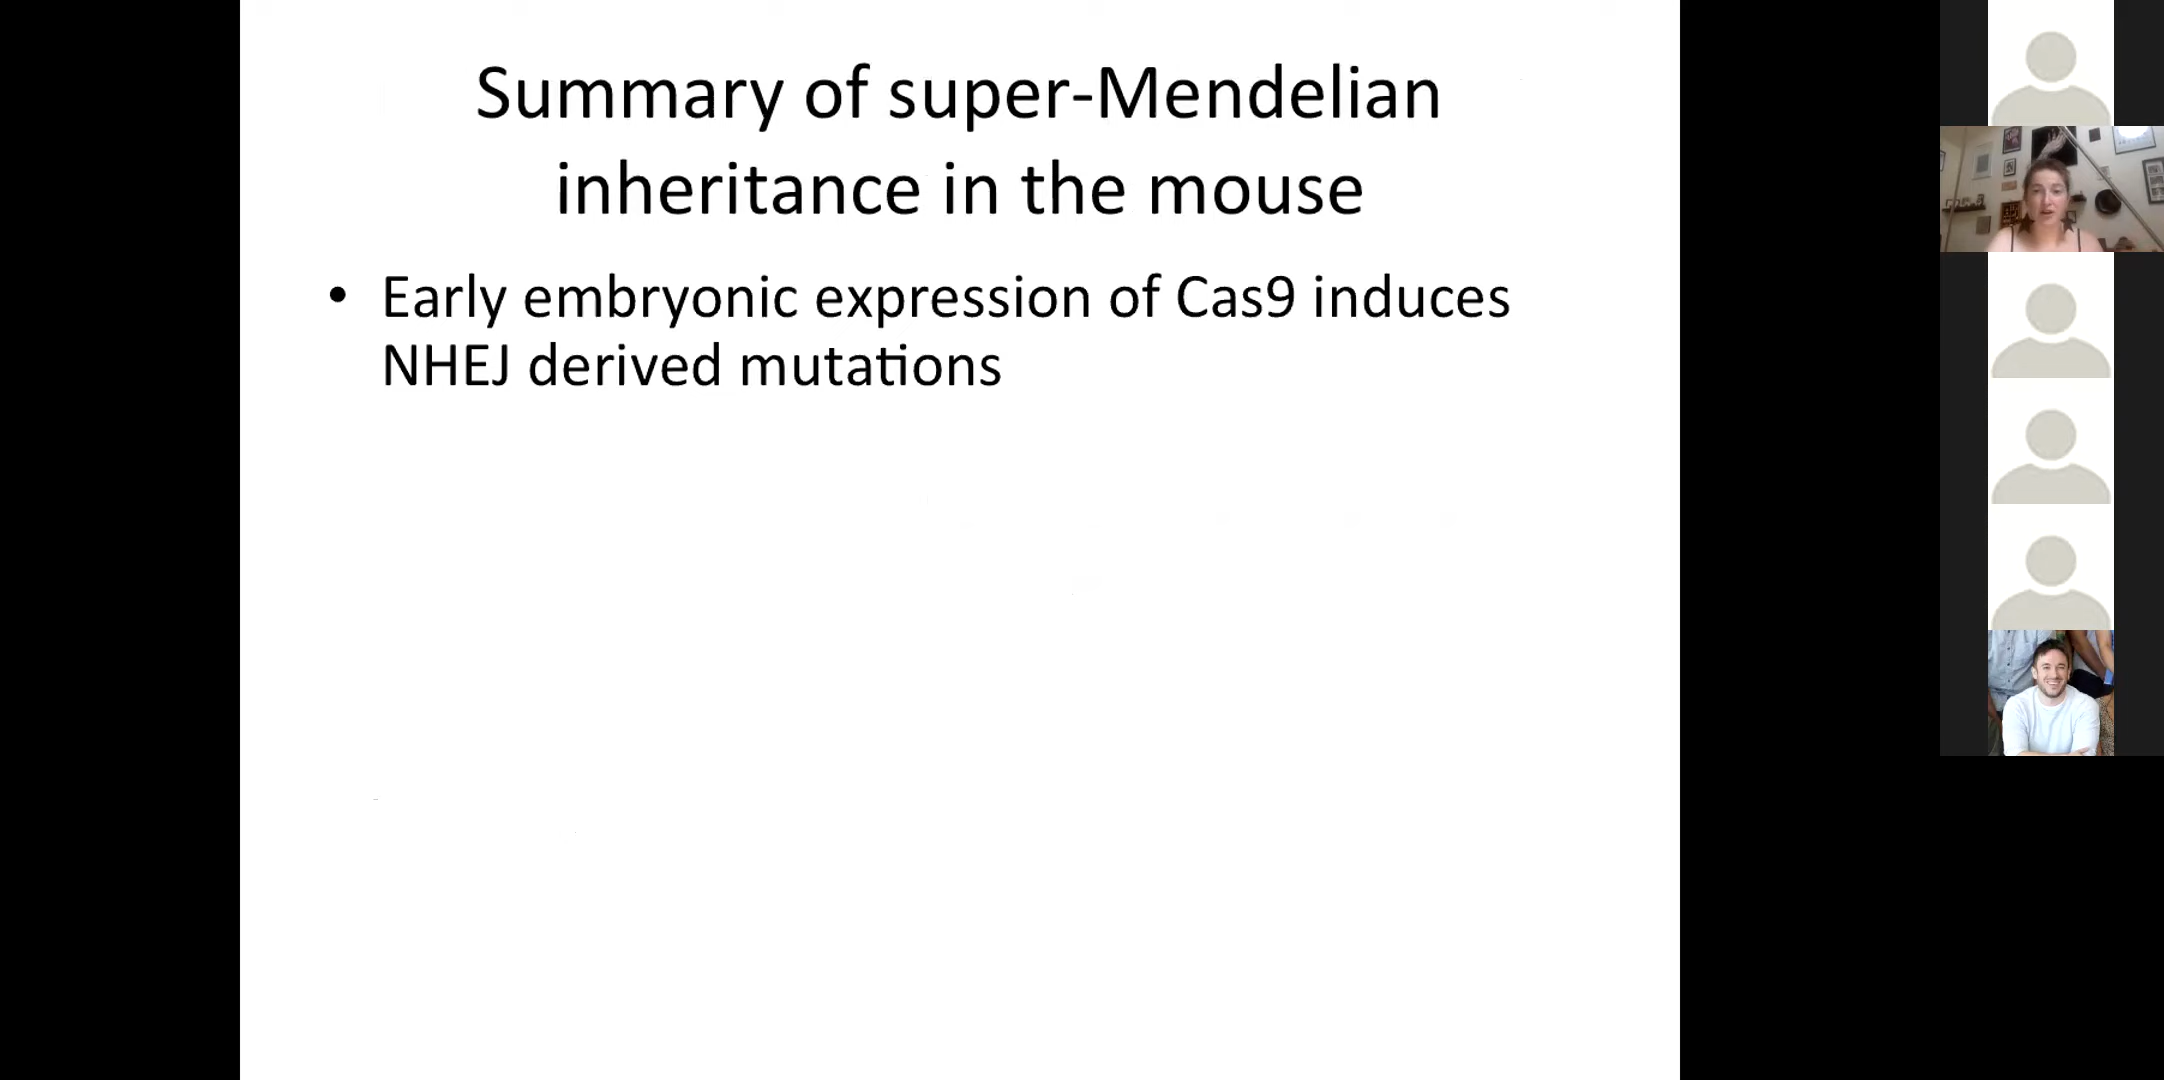 Summary of super-Mendelian
inheritance in the mouse
• Early embryonic expression of Cas9 induces
NHEJ derived mutations